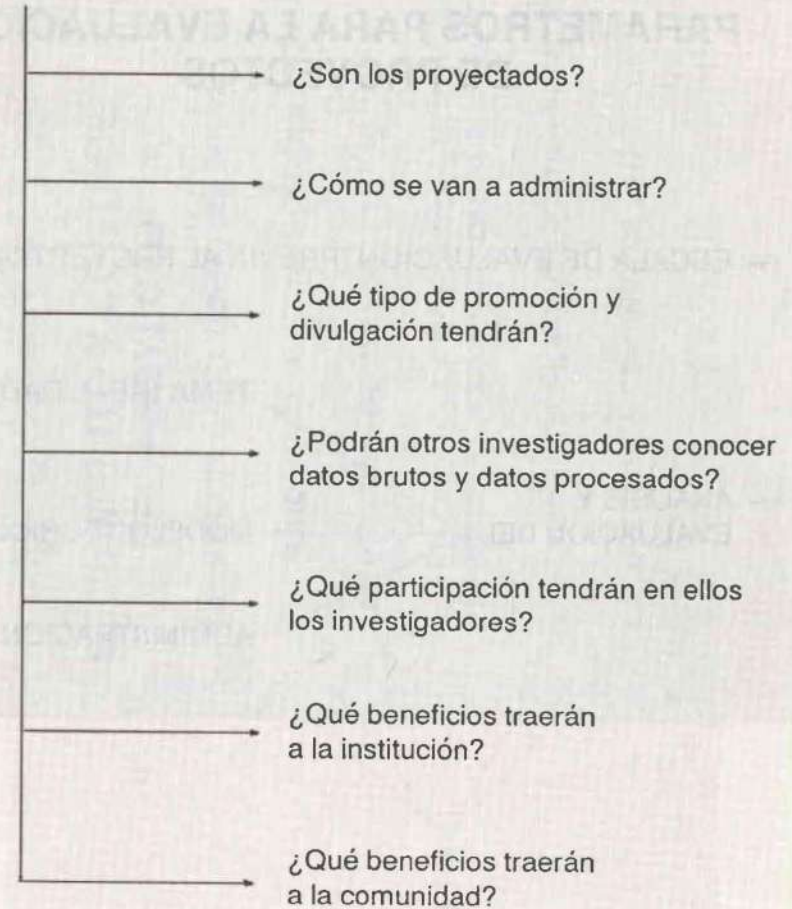 ¿Son los proyectados?
¿Cómo se van a administrar?
¿Qué tipo de promoción y
divulgación tendrán?
¿Podrán otros investigadores conocer
datos brutos y datos procesados?
¿Qué participación tendrán en ellos
los investigadores?
¿Qué beneficios traerán
a la institución?
¿Qué beneficios traerán
a la comunidad?